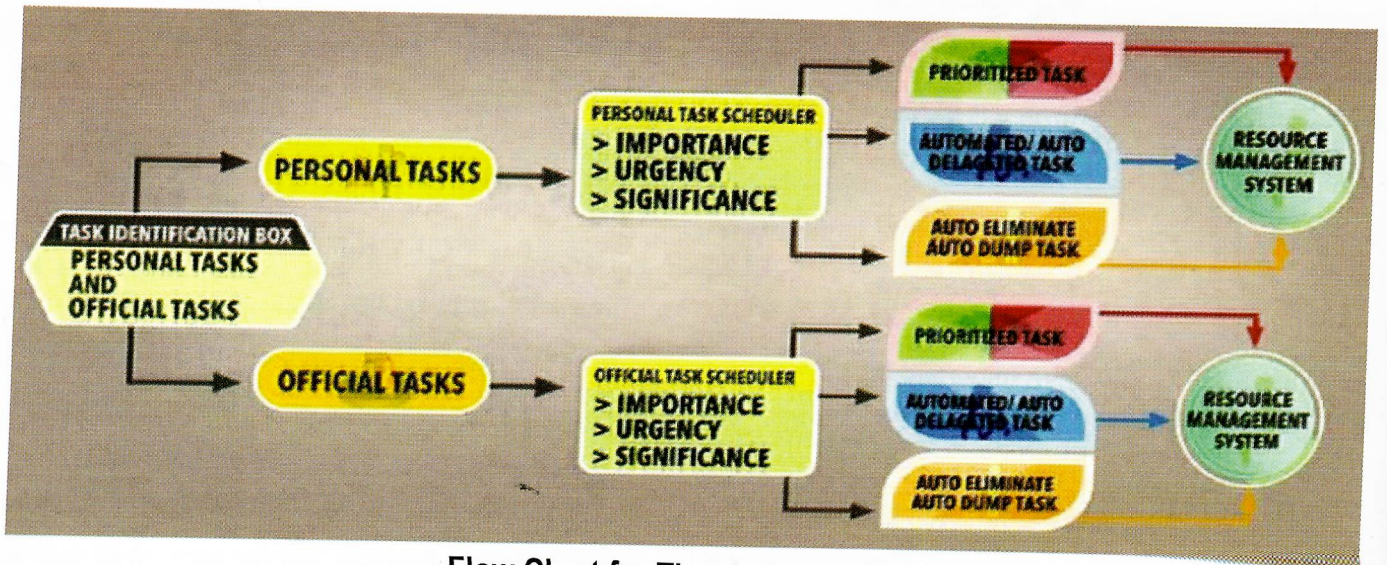 TASK IDENTIFICATION BOX
PERSONAL TASKS
AND
OFFICIAL TASKS
PERSONAL TASKS
PERSONAL TASK SCHEDULER
> IMPORTANCE
> URGENCY
> SIGNIFICANCE
PRIORITIZED TASK
AUTOMATED/ AUTO
DELAGATED TASK
AUTO ELIMINATE
AUTO DUMP TASK
RESOURCE
MANAGEMENT
SYSTEM
OFFICIAL TASKS
OFFICIAL TASK SCHEDULER
> IMPORTANCE
> URGENCY
> SIGNIFICANCE
PRIORITIZED TASK
AUTOMATED/ AUTO
DELAGATED TASK
AUTO ELIMINATE
AUTO DUMP TASK
RESOURCE
MANAGEMENT
SYSTEM
Flow Chart for